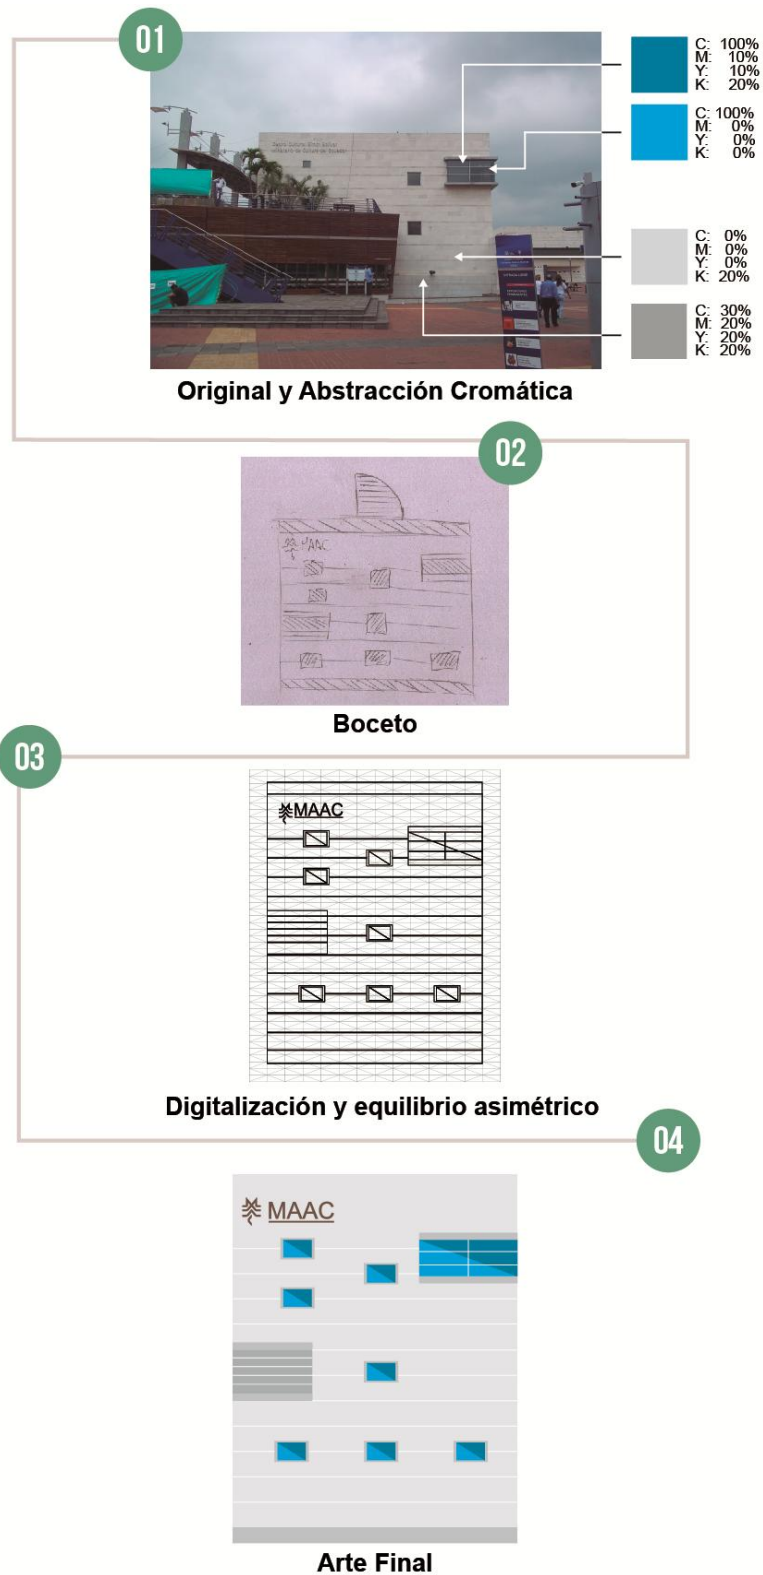 01
C: 100%
M: 10%
Y: 10%
K: 20%
C: 100%
M: 0%
Y: 0%
K: 0%
C: 0%
M: 0%
Y: 0%
K: 20%
C: 30%
M: 20%
Y: 20%
K: 20%
Original y Abstracción Cromática
02
MAAC
Boceto
03
MAAC
Digitalización y equilibrio asimétrico
04
MAAC
Arte Final